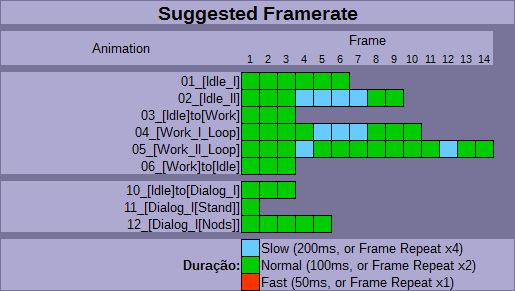 Suggested Framerate
Animation
Frame
1 2 3 4 5 6 7 8 9 10 11 12 13 14
01_[Idle_I]
02_[Idle_II]
03_[Idle]to[Work]
04_[Work_I_Loop]
05_[Work_II_Loop]
06_[Work]to[Idle]
10_[Idle]to[Dialog_I]
11_[Dialog_I[Stand]]
12_[Dialog_I[Nods]]
Duração:
Slow (200ms, or Frame Repeat x4)
Normal (100ms, or Frame Repeat x2)
Fast (50ms, or Frame Repeat x1)